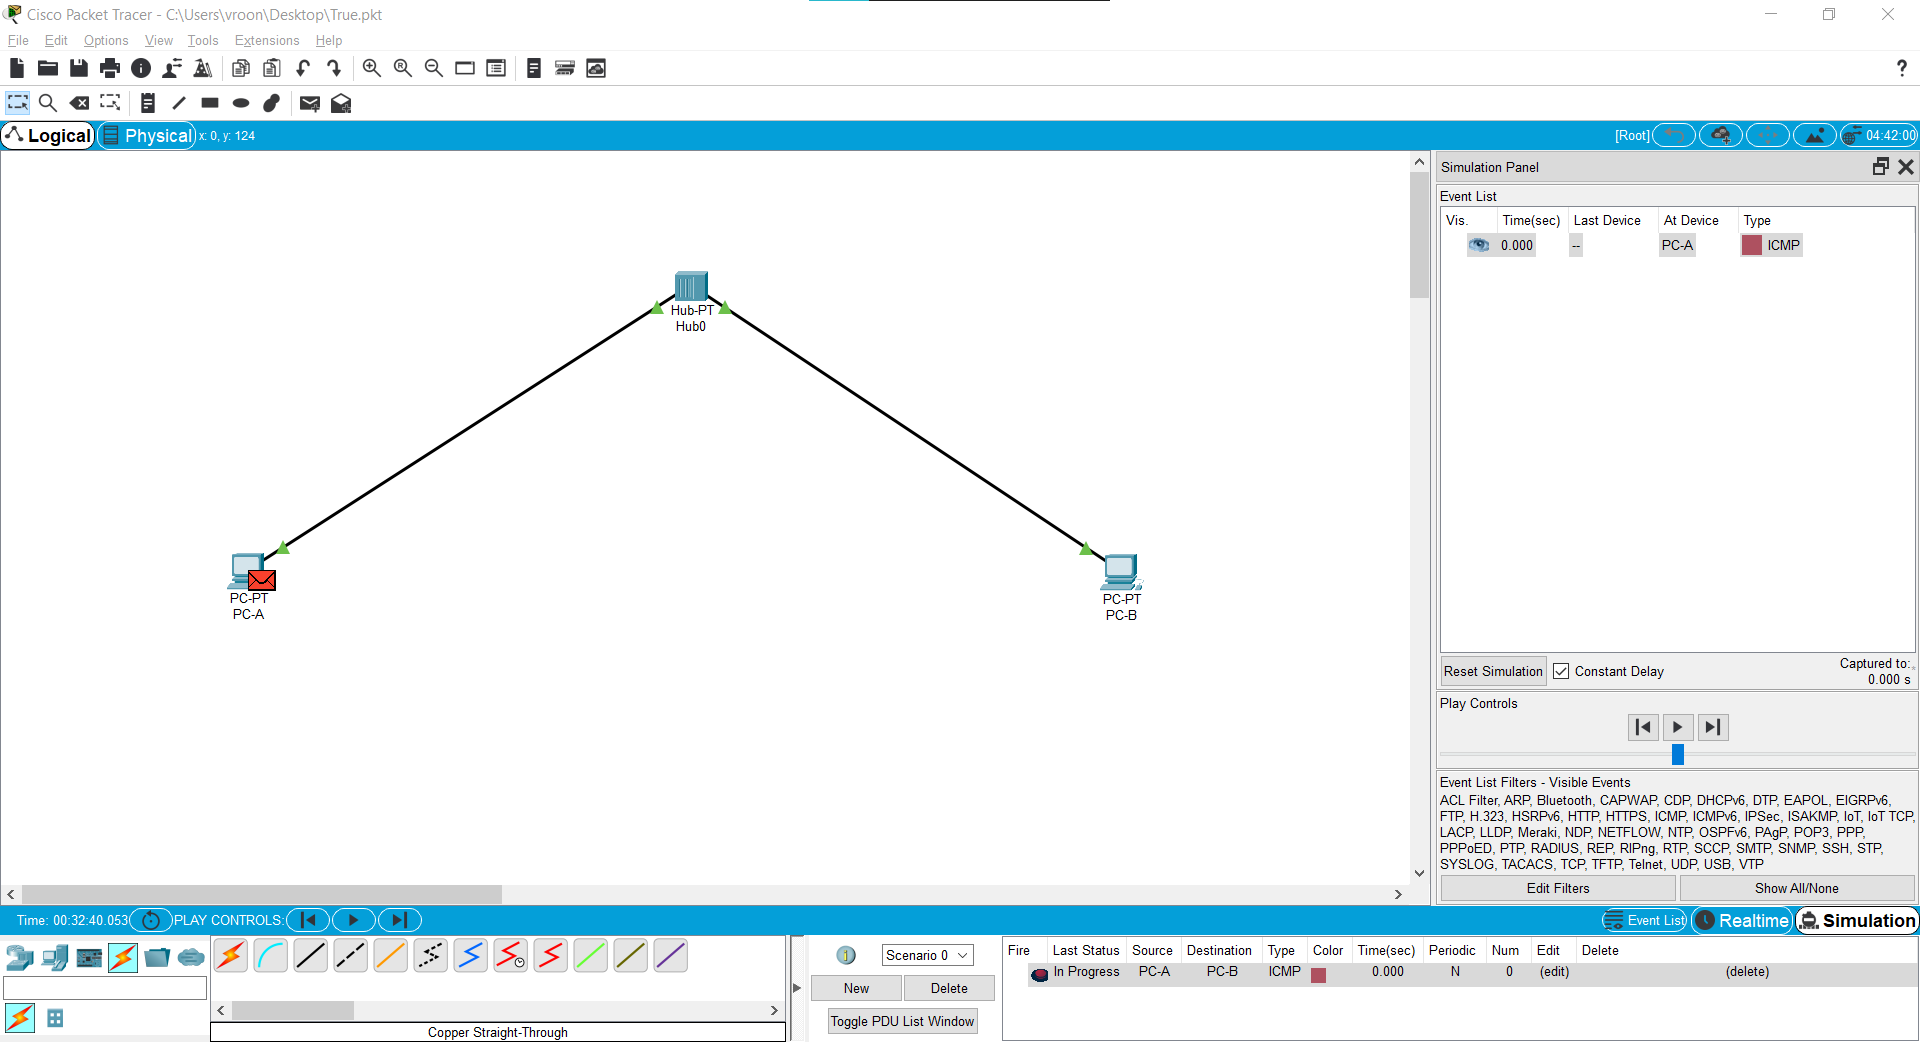 Cisco Packet Tracer - C:\Users\vroon\Desktop\True.pkt
File Edit Options View Tools Extensions Help
?
Logical Physical x: 0, y: 124 [Root] 04:42:00
Simulation Panel
Event List
Vis. Time(sec) Last Device At Device Type
0.000 -- PC-A ICMP
Hub-PT
Hub0
PC-PT
PC-A
PC-PT
PC-B
Reset Simulation Constant Delay
Captured to:
0.000 s
Play Controls
Event List Filters - Visible Events
ACL Filter, ARP, Bluetooth, CAPWAP, CDP, DHCPv6, DTP, EAPOL, EIGRPv6,
FTP, H.323, HSRPv6, HTTP, HTTPS, ICMP, ICMPv6, IPSec, ISAKMP, IoT, IoT TCP,
LACP, LLDP, Meraki, NDP, NETFLOW, NTP, OSPFv6, PAgP, POP3, PPP,
PPPoED, PTP, RADIUS, REP, RIPng, RTP, SCCP, SMTP, SNMP, SSH, STP,
SYSLOG, TACACS, TCP, TFTP, Telnet, UDP, USB, VTP
Edit Filters Show All/None
Time: 00:32:40.053 PLAY CONTROLS: Event List Realtime Simulation
Scenario 0
New Delete
Toggle PDU List Window
Fire Last Status Source Destination Type Color Time(sec) Periodic Num Edit Delete
In Progress PC-A PC-B ICMP 0.000 N 0 (edit) (delete)
Copper Straight-Through